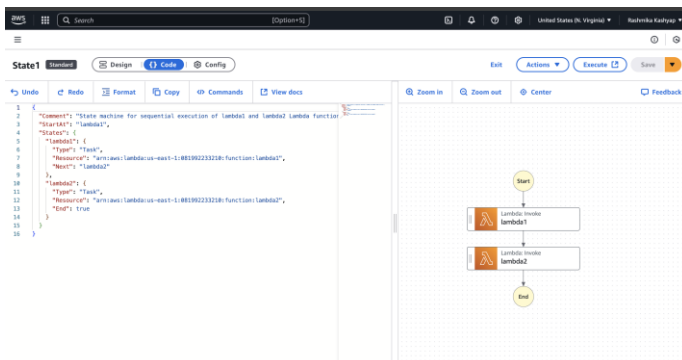 aws
Search
[Option+S]
United States (N. Virginia)
Rashmika Kashyap
State1
Standard
Design
{} Code
Config
Exit
Actions
Execute
Save
Undo
Redo
Format
Copy
Commands
View docs
Zoom in
Zoom out
Center
Feedback
1 {
2 "Comment": "State machine for sequential execution of lambda1 and lambda2 Lambda function
3 "StartAt": "lambda1",
4 "States": {
5 "lambda1": {
6 "Type": "Task",
7 "Resource": "arn:aws:lambda:us-east-1:081992233210:function:lambda1",
8 "Next": "lambda2"
9 },
10 "lambda2": {
11 "Type": "Task",
12 "Resource": "arn:aws:lambda:us-east-1:081992233210:function:lambda2",
13 "End": true
14 }
15 }
16 }
Start
Lambda: Invoke
lambda1
Lambda: Invoke
lambda2
End